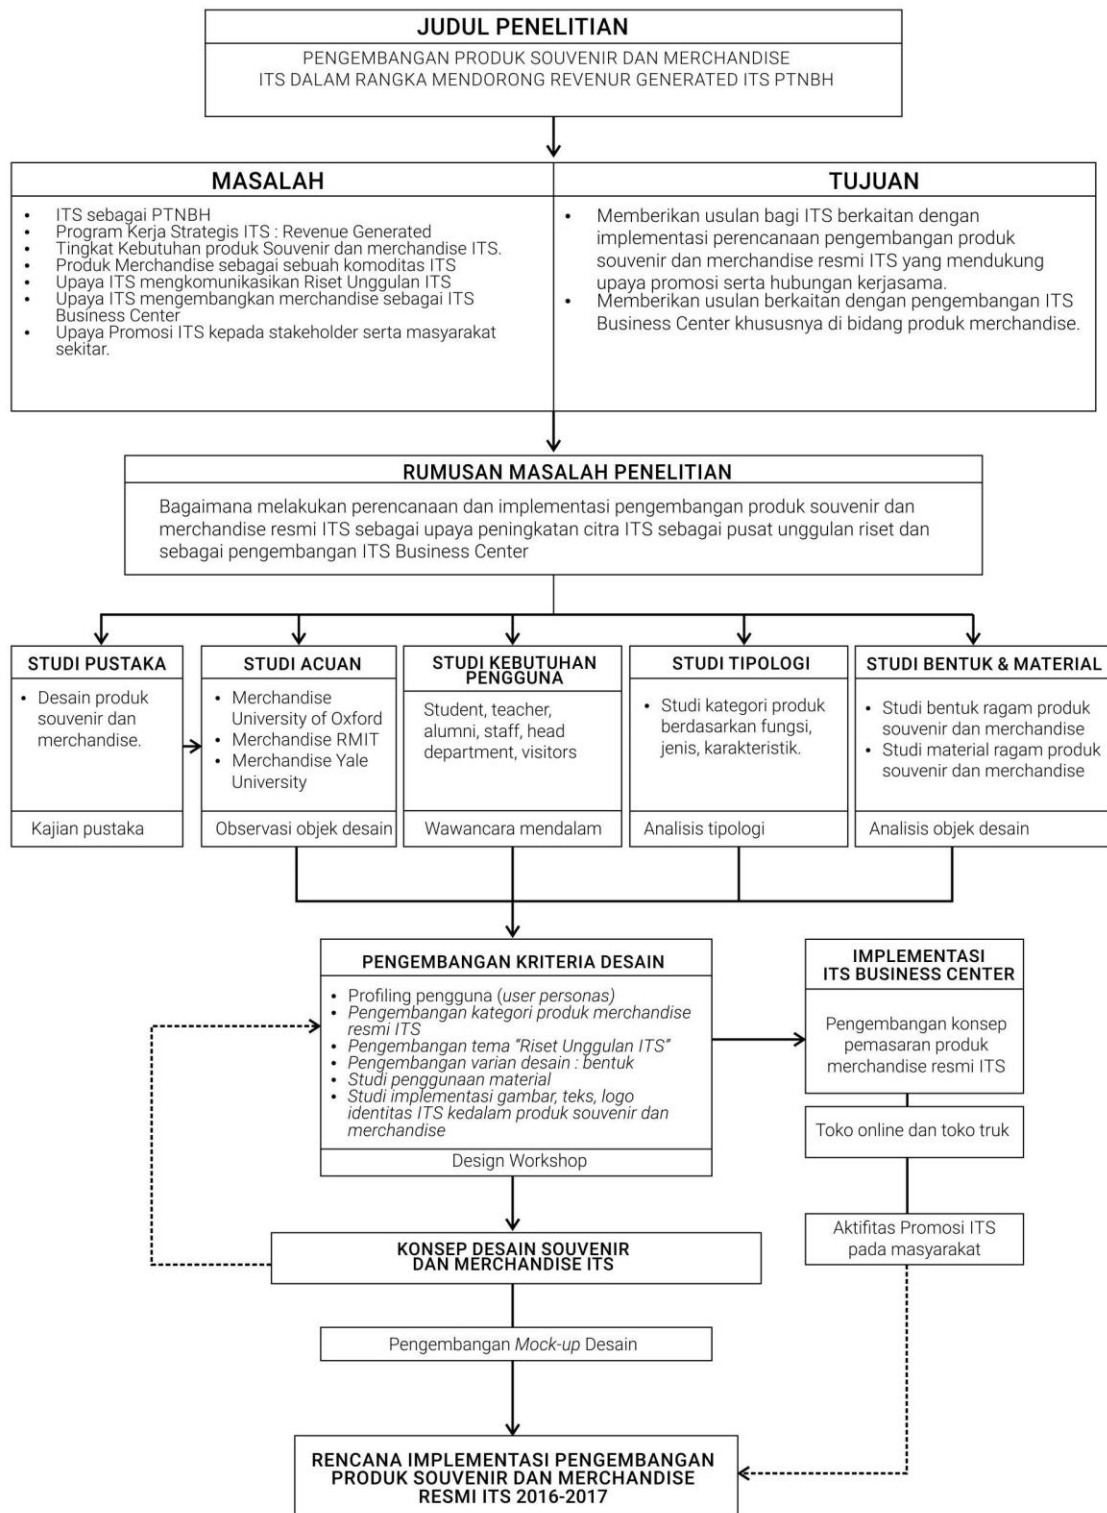 JUDUL PENELITIAN
PENGEMBANGAN PRODUK SOUVENIR DAN MERCHANDISE
ITS DALAM RANGKA MENDORONG REVENUR GENERATED ITS PTNBH
MASALAH
• ITS sebagai PTNBH
• Program Kerja Strategis ITS : Revenue Generated
• Tingkat Kebutuhan produk Souvenir dan merchandise ITS.
• Produk Merchandise sebagai sebuah komoditas ITS
• Upaya ITS mengkomunikasikan Riset Unggulan ITS
• Upaya ITS mengembangkan merchandise sebagai ITS
Business Center
• Upaya Promosi ITS kepada stakeholder serta masyarakat
sekitar.
TUJUAN
• Memberikan usulan bagi ITS berkaitan dengan
implementasi perencanaan pengembangan produk
souvenir dan merchandise resmi ITS yang mendukung
upaya promosi serta hubungan kerjasama.
• Memberikan usulan berkaitan dengan pengembangan ITS
Business Center khususnya di bidang produk merchandise.
RUMUSAN MASALAH PENELITIAN
Bagaimana melakukan perencanaan dan implementasi pengembangan produk souvenir dan
merchandise resmi ITS sebagai upaya peningkatan citra ITS sebagai pusat unggulan riset dan
sebagai pengembangan ITS Business Center
STUDI PUSTAKA
• Desain produk
souvenir dan
merchandise.
Kajian pustaka
STUDI ACUAN
• Merchandise
University of Oxford
• Merchandise RMIT
• Merchandise Yale
University
Observasi objek desain
STUDI KEBUTUHAN
PENGGUNA
Student, teacher,
alumni, staff, head
department, visitors
Wawancara mendalam
STUDI TIPOLOGI
• Studi kategori produk
berdasarkan fungsi,
jenis, karakteristik.
Analisis tipologi
STUDI BENTUK & MATERIAL
• Studi bentuk ragam produk
souvenir dan merchandise
• Studi material ragam produk
souvenir dan merchandise
Analisis objek desain
PENGEMBANGAN KRITERIA DESAIN
• Profiling pengguna (user personas)
• Pengembangan kategori produk merchandise
resmi ITS
• Pengembangan tema "Riset Unggulan ITS"
• Pengembangan varian desain : bentuk
• Studi penggunaan material
• Studi implementasi gambar, teks, logo
identitas ITS kedalam produk souvenir dan
merchandise
Design Workshop
IMPLEMENTASI
ITS BUSINESS CENTER
Pengembangan konsep
pemasaran produk
merchandise resmi ITS
Toko online dan toko truk
Aktifitas Promosi ITS
pada masyarakat
KONSEP DESAIN SOUVENIR
DAN MERCHANDISE ITS
Pengembangan Mock-up Desain
RENCANA IMPLEMENTASI PENGEMBANGAN
PRODUK SOUVENIR DAN MERCHANDISE
RESMI ITS 2016-2017